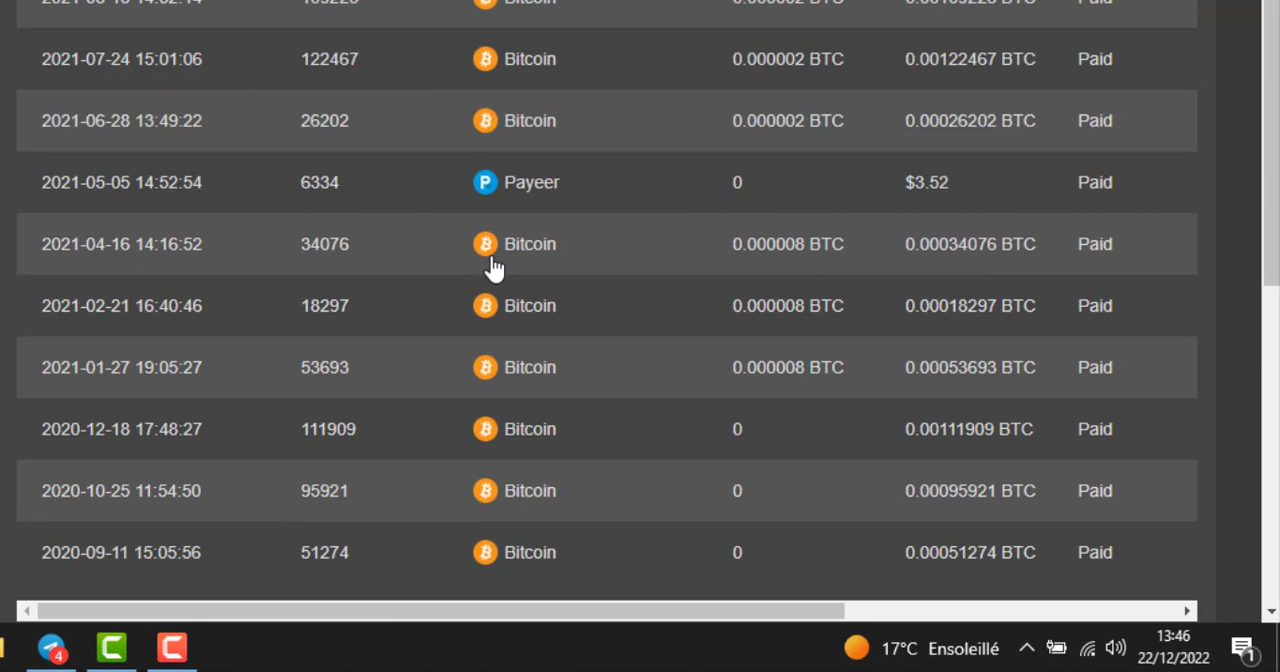 2021-07-24 15:01:06 122467 Bitcoin 0.000002 BTC 0.00122467 BTC Paid
2021-06-28 13:49:22 26202 Bitcoin 0.000002 BTC 0.00026202 BTC Paid
2021-05-05 14:52:54 6334 P Payeer 0 $3.52 Paid
2021-04-16 14:16:52 34076 Bitcoin 0.000008 BTC 0.00034076 BTC Paid
2021-02-21 16:40:46 18297 Bitcoin 0.000008 BTC 0.00018297 BTC Paid
2021-01-27 19:05:27 53693 Bitcoin 0.000008 BTC 0.00053693 BTC Paid
2020-12-18 17:48:27 111909 Bitcoin 0 0.00111909 BTC Paid
2020-10-25 11:54:50 95921 Bitcoin 0 0.00095921 BTC Paid
2020-09-11 15:05:56 51274 Bitcoin 0 0.00051274 BTC Paid
4 17°C Ensoleillé 13:46
22/12/2022 1